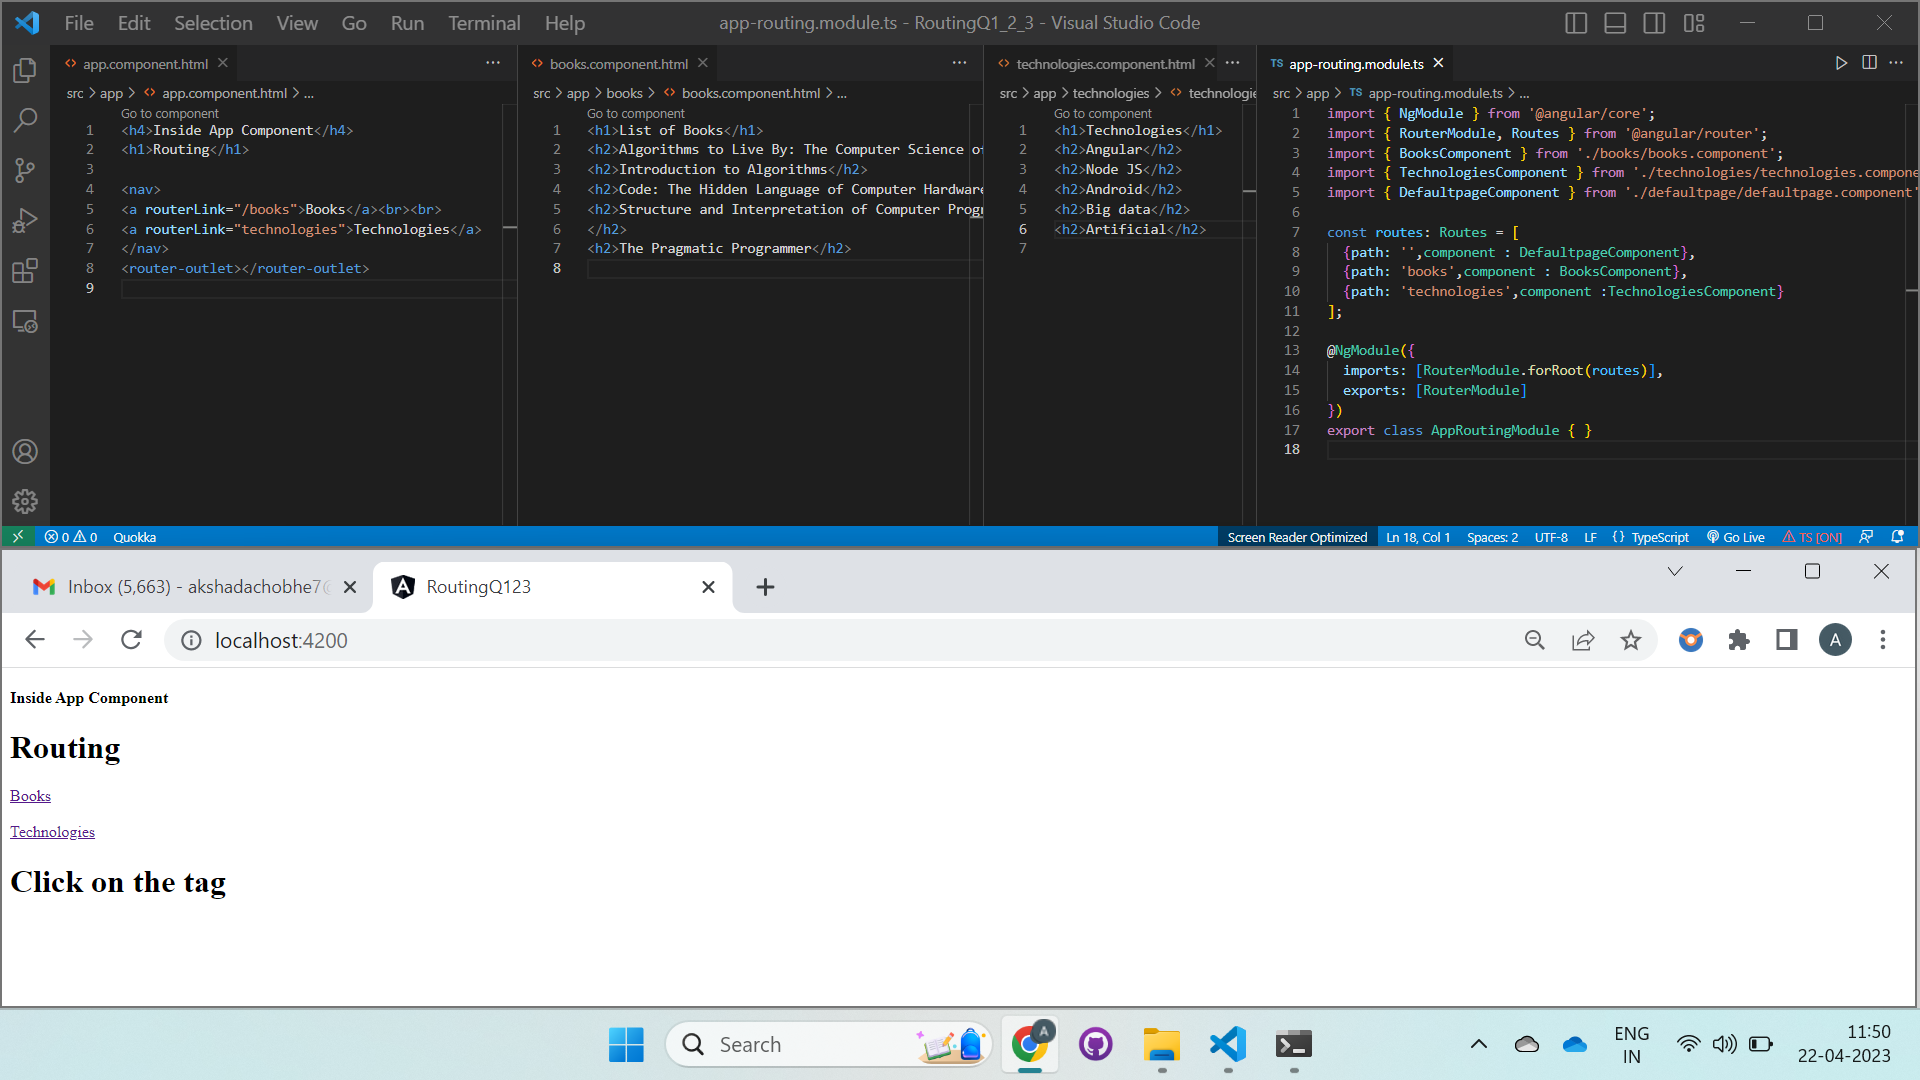 File Edit Selection View Go Run Terminal Help
app-routing.module.ts - RoutingQ1_2_3 - Visual Studio Code
app.component.html
src > app > app.component.html > ...
Go to component
1 <h4>Inside App Component</h4>
2 <h1>Routing</h1>
3
4 <nav>
5 <a routerLink="/books">Books</a><br><br>
6 <a routerLink="technologies">Technologies</a>
7 </nav>
8 <router-outlet></router-outlet>
9
books.component.html
src > app > books > books.component.html > ...
Go to component
1 <h1>List of Books</h1>
2 <h2>Algorithms to Live By: The Computer Science of
3 <h2>Introduction to Algorithms</h2>
4 <h2>Code: The Hidden Language of Computer Hardware
5 <h2>Structure and Interpretation of Computer Progr
6 </h2>
7 <h2>The Pragmatic Programmer</h2>
8
technologies.component.html
src > app > technologies > technologie
Go to component
1 <h1>Technologies</h1>
2 <h2>Angular</h2>
3 <h2>Node JS</h2>
4 <h2>Android</h2>
5 <h2>Big data</h2>
6 <h2>Artificial</h2>
7
TS app-routing.module.ts
src > app > TS app-routing.module.ts > ...
1 import { NgModule } from '@angular/core';
2 import { RouterModule, Routes } from '@angular/router';
3 import { BooksComponent } from './books/books.component';
4 import { TechnologiesComponent } from './technologies/technologies.compone
5 import { DefaultpageComponent } from './defaultpage/defaultpage.component'
6
7 const routes: Routes = [
8 {path: '',component : DefaultpageComponent},
9 {path: 'books',component : BooksComponent},
10 {path: 'technologies',component :TechnologiesComponent}
11 ];
12
13 @NgModule({
14 imports: [RouterModule.forRoot(routes)],
15 exports: [RouterModule]
16 })
17 export class AppRoutingModule { }
18
0 0 Quokka
Screen Reader Optimized Ln 18, Col 1 Spaces: 2 UTF-8 LF {} TypeScript Go Live TS [ON]
Inbox (5,663) - akshadachobhe7@
RoutingQ123
localhost:4200
A
Inside App Component
Routing
Books
Technologies
Click on the tag
Search
A
ENG
IN
11:50
22-04-2023